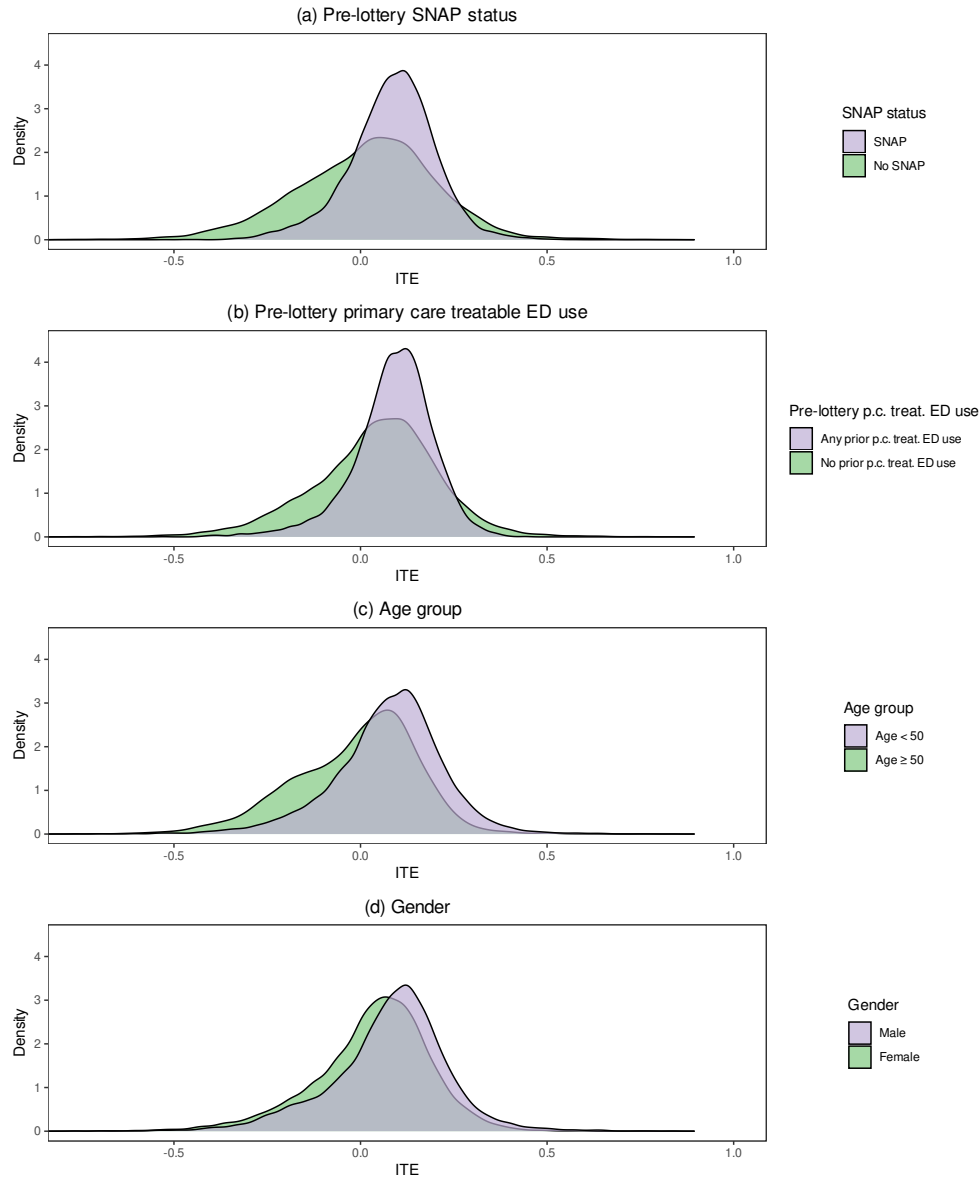 (a) Pre-lottery SNAP status
4
3
2
1
0
Density
-0.5 0.0 0.5 1.0
ITE
SNAP status
SNAP
No SNAP
(b) Pre-lottery primary care treatable ED use
4
3
2
1
0
Density
-0.5 0.0 0.5 1.0
ITE
Pre-lottery p.c. treat. ED use
Any prior p.c. treat. ED use
No prior p.c. treat. ED use
(c) Age group
4
3
2
1
0
Density
-0.5 0.0 0.5 1.0
ITE
Age group
Age < 50
Age ≥ 50
(d) Gender
4
3
2
1
0
Density
-0.5 0.0 0.5 1.0
ITE
Gender
Male
Female